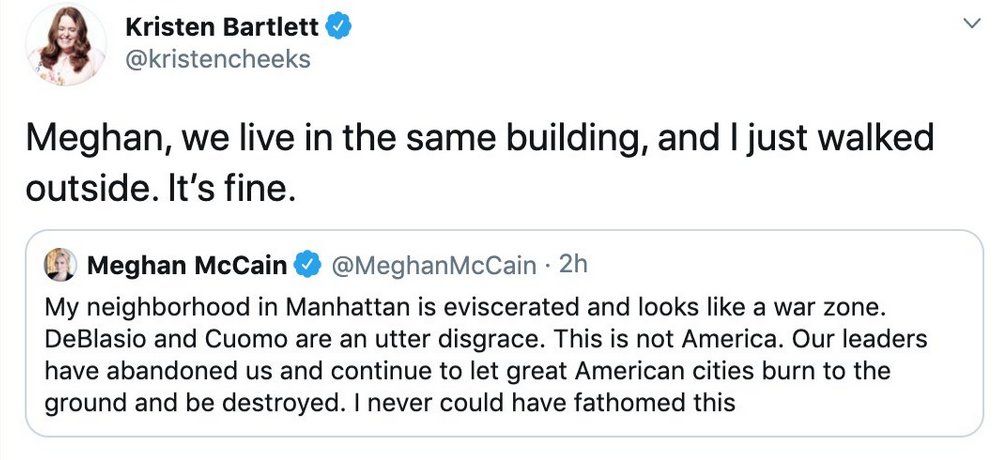 Kristen Bartlett
@kristencheeks
Meghan, we live in the same building, and I just walked
outside. It’s fine.
Meghan McCain @MeghanMcCain · 2h
My neighborhood in Manhattan is eviscerated and looks like a war zone.
DeBlasio and Cuomo are an utter disgrace. This is not America. Our leaders
have abandoned us and continue to let great American cities burn to the
ground and be destroyed. I never could have fathomed this